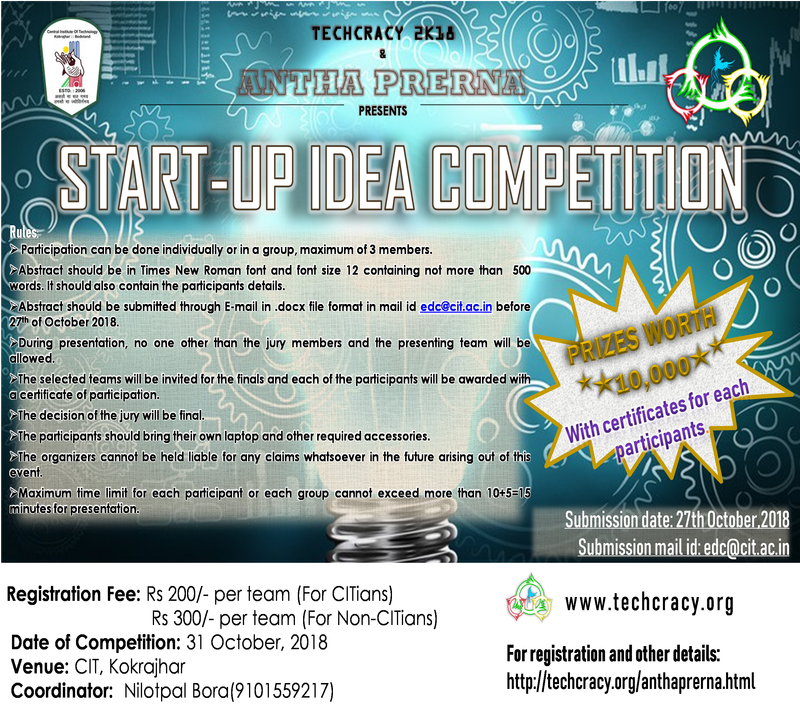 Central Institute Of Technology
Kokrajhar :: Bodoland
ESTD. : 2006
असतो मा सद गमय
तमसो मा ज्योतिर्गमय
TECHCRACY 2K18
&
ANTHA PRERNA
PRESENTS
START-UP IDEA COMPETITION
Rules:
➢ Participation can be done individually or in a group, maximum of 3 members.
➢Abstract should be in Times New Roman font and font size 12 containing not more than 500
words. It should also contain the participants details.
➢Abstract should be submitted through E-mail in .docx file format in mail id edc@cit.ac.in before
27th of October 2018.
➢During presentation, no one other than the jury members and the presenting team will be
allowed.
➢The selected teams will be invited for the finals and each of the participants will be awarded with
a certificate of participation.
➢The decision of the jury will be final.
➢The participants should bring their own laptop and other required accessories.
➢The organizers cannot be held liable for any claims whatsoever in the future arising out of this
event.
➢Maximum time limit for each participant or each group cannot exceed more than 10+5=15
minutes for presentation.
PRIZES WORTH
★★10,000★★
With certificates for each
participants
Submission date: 27th October,2018
Submission mail id: edc@cit.ac.in
Registration Fee: Rs 200/- per team (For CITians)
Rs 300/- per team (For Non-CITians)
Date of Competition: 31 October, 2018
Venue: CIT, Kokrajhar
Coordinator: Nilotpal Bora(9101559217)
www.techcracy.org
For registration and other details:
http://techcracy.org/anthaprerna.html